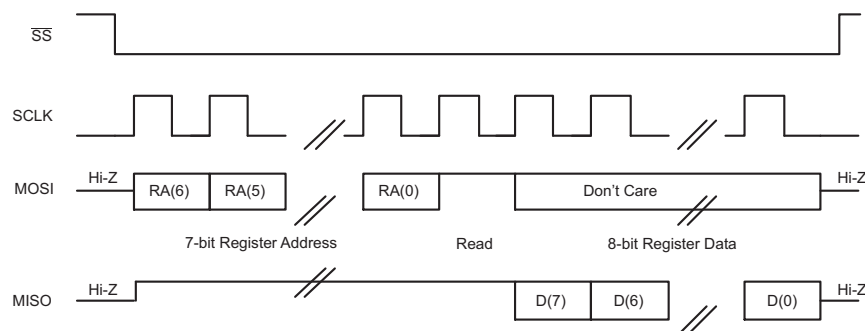 SS
SCLK
MOSI Hi-Z RA(6) RA(5) RA(0) Don't Care Hi-Z
7-bit Register Address Read 8-bit Register Data
MISO Hi-Z D(7) D(6) D(0) Hi-Z